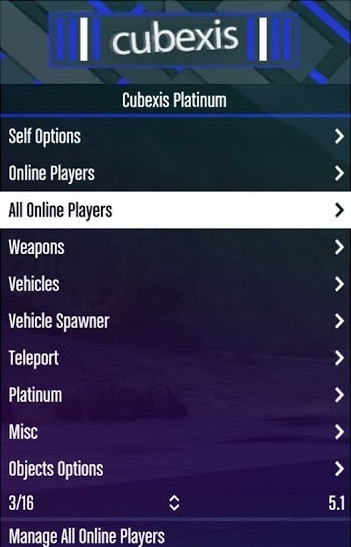 cubexis
Cubexis Platinum
Self Options
Online Players
All Online Players
Weapons
Vehicles
Vehicle Spawner
Teleport
Platinum
Misc
Objects Options
3/16 5.1
Manage All Online Players